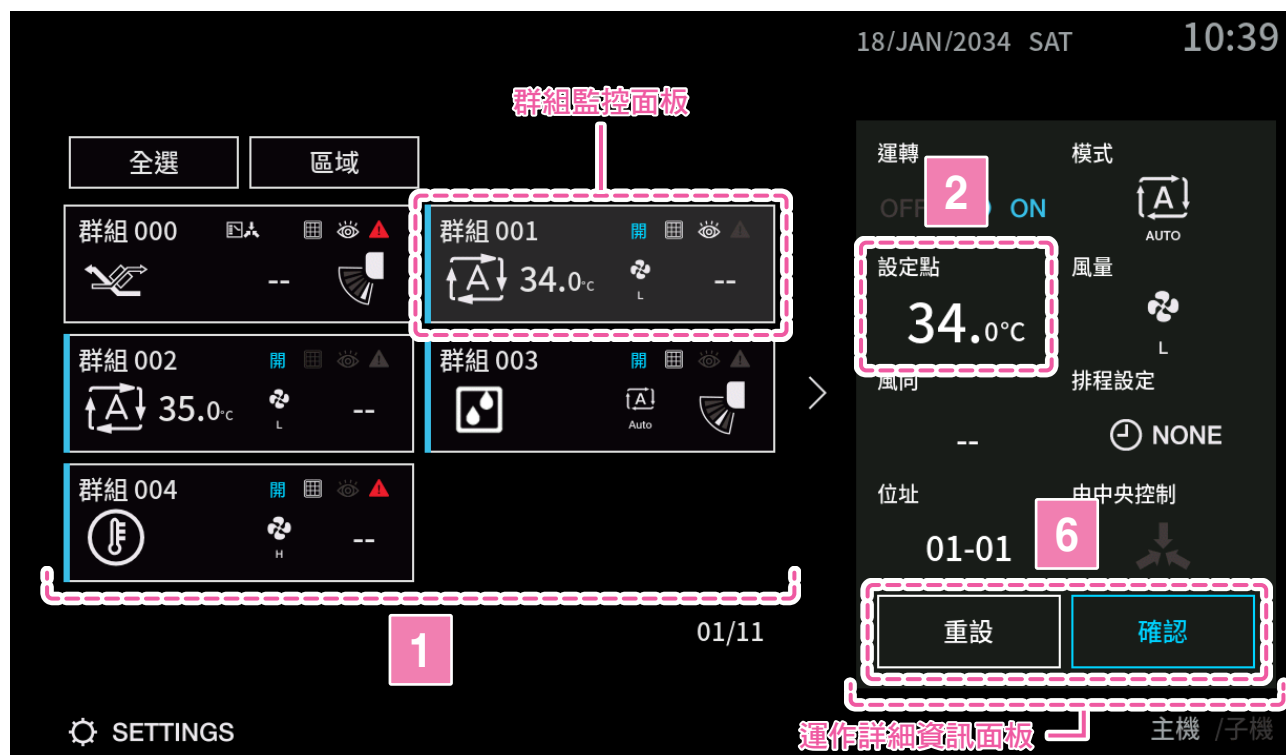 18/JAN/2034 SAT 10:39
群組監控面板
全選 區域
群組 000
--
群組 001 開
A 34.0°C L --
群組 002 開
A 35.0°C L --
群組 003 開
A Auto
群組 004 開
H --
01/11
1
SETTINGS
運轉 模式
OFF 2 ON A
AUTO
設定點 風量
34.0°C L
風向 排程設定
-- NONE
位址 由中央控制
01-01 6
重設 確認
運作詳細資訊面板
主機 /子機